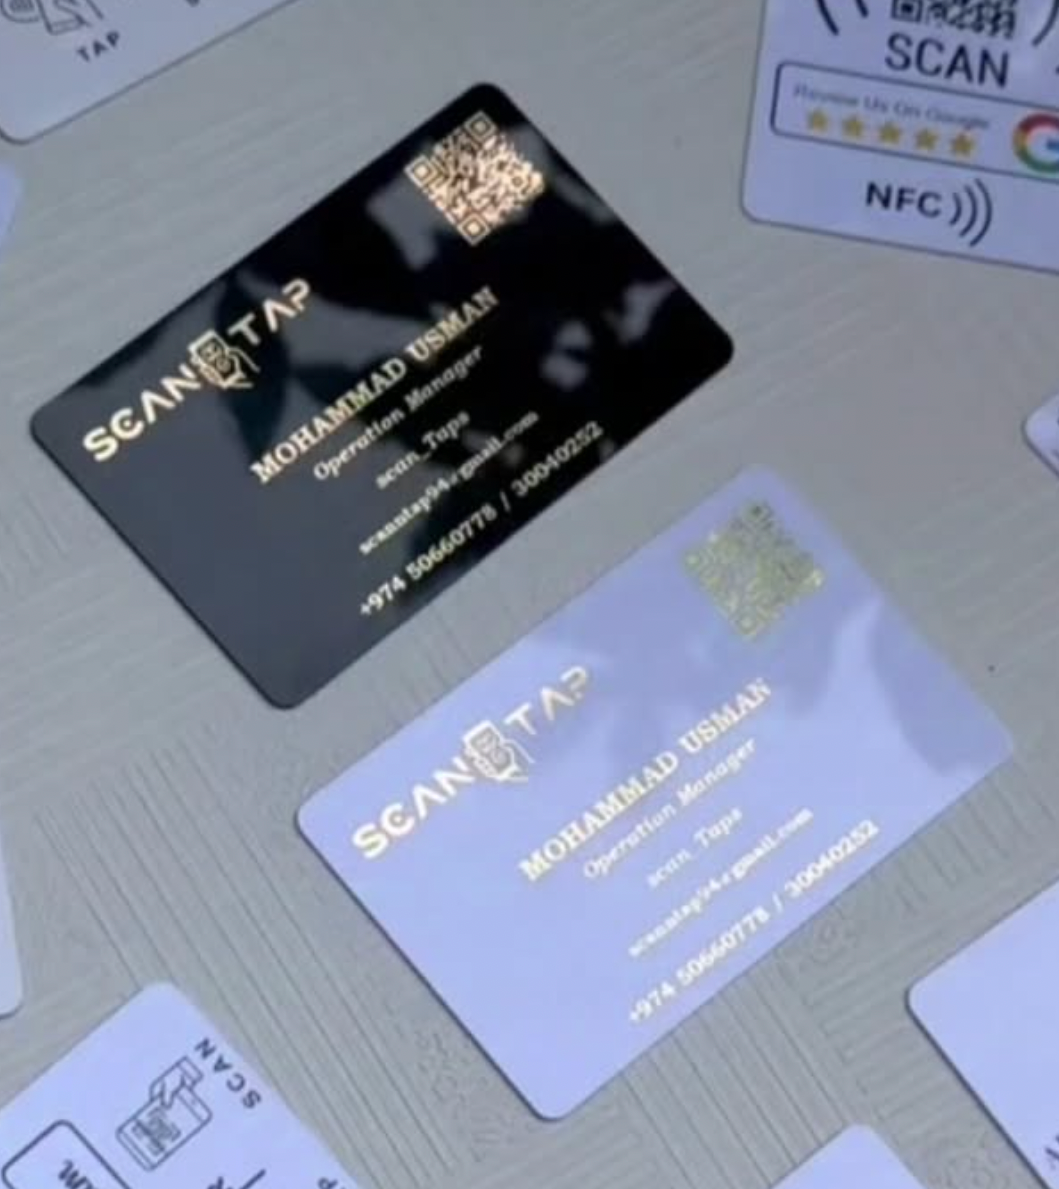 TAP
SCAN
Review Us On Google
NFC
SCAN TAP
MOHAMMAD USMAN
Operation Manager
scan_Taps
scanntap94@gmail.com
+974 50660778 / 30040252
SCAN TAP
MOHAMMAD USMAN
Operation Manager
scan_Taps
scanntap94@gmail.com
+974 50660778 / 30040252
SCAN